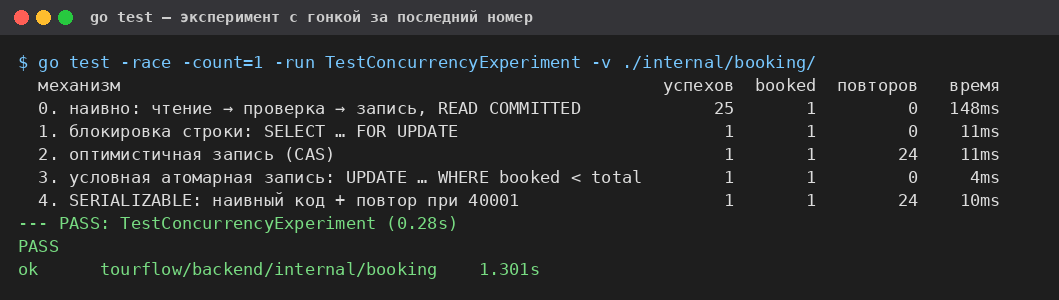 go test — эксперимент с гонкой за последний номер
$ go test -race -count=1 -run TestConcurrencyExperiment -v ./internal/booking/
механизм успехов booked повторов время
0. наивно: чтение → проверка → запись, READ COMMITTED 25 1 0 148ms
1. блокировка строки: SELECT … FOR UPDATE 1 1 0 11ms
2. оптимистичная запись (CAS) 1 1 24 11ms
3. условная атомарная запись: UPDATE … WHERE booked < total 1 1 0 4ms
4. SERIALIZABLE: наивный код + повтор при 40001 1 1 24 10ms
--- PASS: TestConcurrencyExperiment (0.28s)
PASS
ok tourflow/backend/internal/booking 1.301s